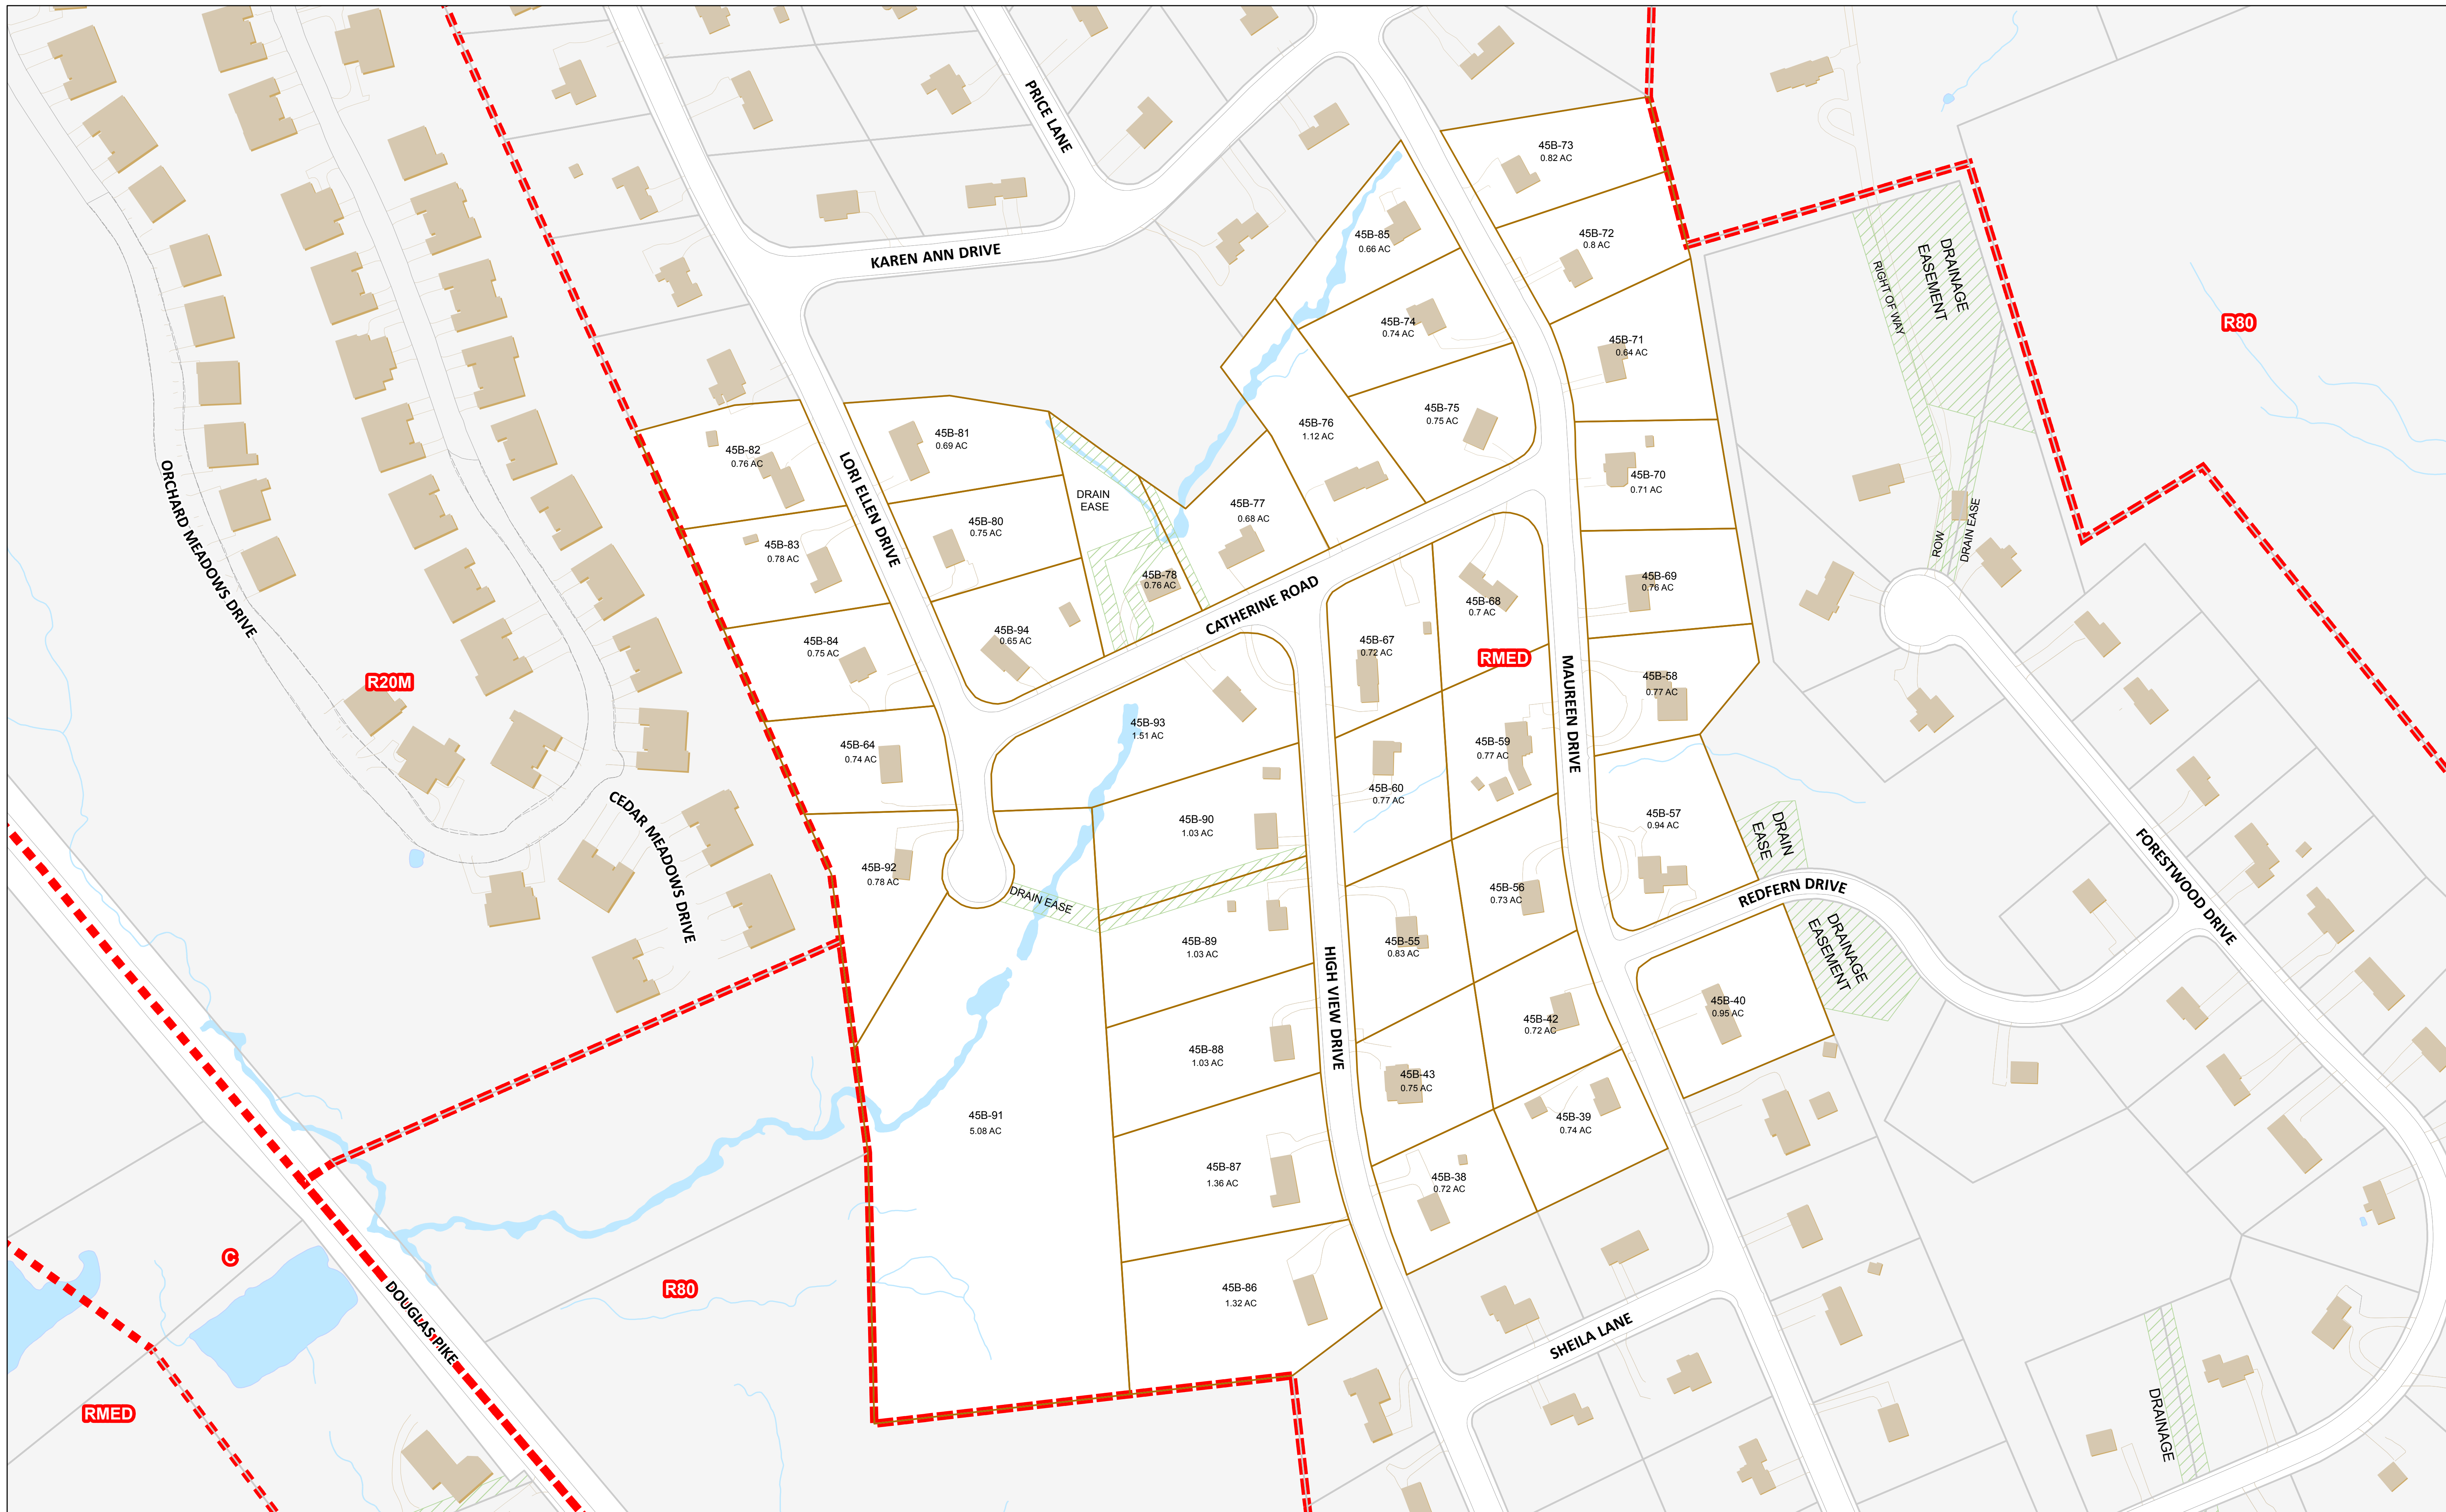 PRICE LANE
45B-73
0.82 AC
45B-72
0.8 AC
45B-85
0.66 AC
KAREN ANN DRIVE
DRAINAGE
EASEMENT
RIGHT OF WAY
R80
45B-74
0.74 AC
45B-71
0.64 AC
45B-75
0.75 AC
45B-76
1.12 AC
45B-81
0.69 AC
45B-82
0.76 AC
LORI ELLEN DRIVE
ORCHARD MEADOWS DRIVE
45B-70
0.71 AC
DRAIN
EASE
45B-77
0.68 AC
45B-80
0.75 AC
45B-83
0.78 AC
ROW
DRAIN EASE
45B-78
0.76 AC
45B-69
0.76 AC
CATHERINE ROAD
45B-68
0.7 AC
45B-94
0.65 AC
45B-84
0.75 AC
45B-67
0.72 AC
RMED
MAUREEN DRIVE
45B-58
0.77 AC
R20M
45B-93
1.51 AC
45B-64
0.74 AC
45B-59
0.77 AC
45B-60
0.77 AC
CEDAR MEADOWS DRIVE
45B-90
1.03 AC
45B-57
0.94 AC
DRAIN
EASE
FORESTWOOD DRIVE
45B-92
0.78 AC
DRAIN EASE
45B-56
0.73 AC
REDFERN DRIVE
45B-89
1.03 AC
45B-55
0.83 AC
DRAINAGE
EASEMENT
HIGH VIEW DRIVE
45B-40
0.95 AC
45B-42
0.72 AC
45B-88
1.03 AC
45B-43
0.75 AC
45B-91
5.08 AC
45B-39
0.74 AC
45B-87
1.36 AC
45B-38
0.72 AC
C
R80
45B-86
1.32 AC
DOUGLAS PIKE
SHEILA LANE
RMED
DRAINAGE